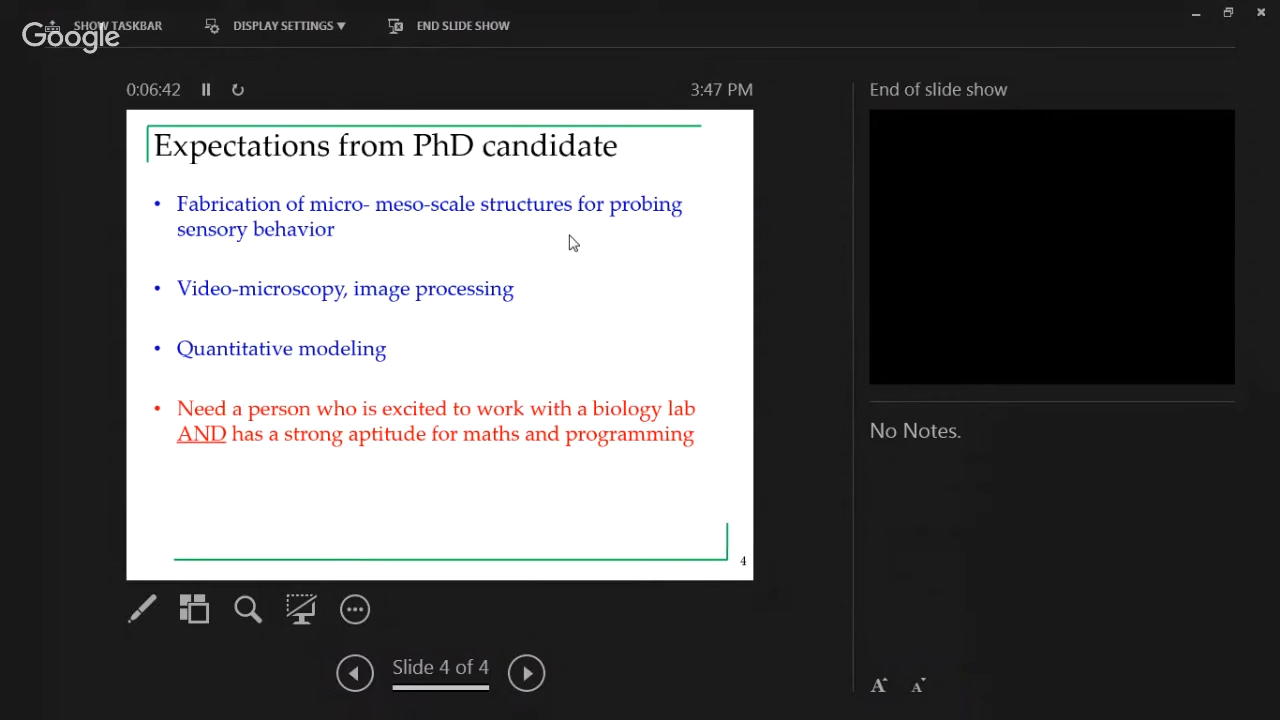 SHOW TASKBAR
DISPLAY SETTINGS ▼
END SLIDE SHOW
Google
0:06:42
3:47 PM
Expectations from PhD candidate
• Fabrication of micro- meso-scale structures for probing
sensory behavior
• Video-microscopy, image processing
• Quantitative modeling
• Need a person who is excited to work with a biology lab
AND has a strong aptitude for maths and programming
4
Slide 4 of 4
End of slide show
No Notes.
A A